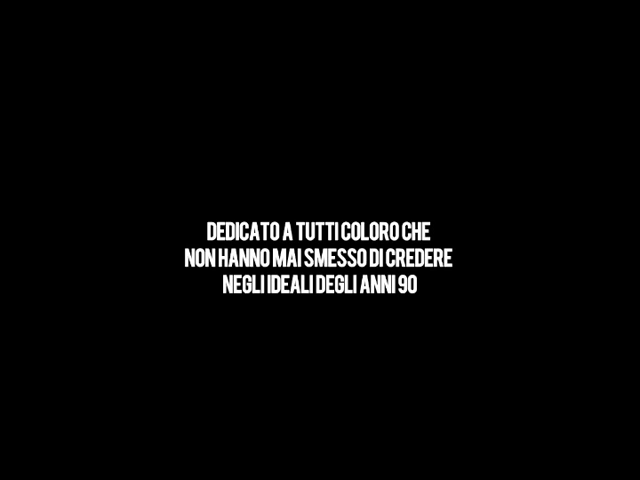 DEDICATO A TUTTI COLORO CHE
NON HANNO MAI SMESSO DI CREDERE
NEGLI IDEALI DEGLI ANNI 90